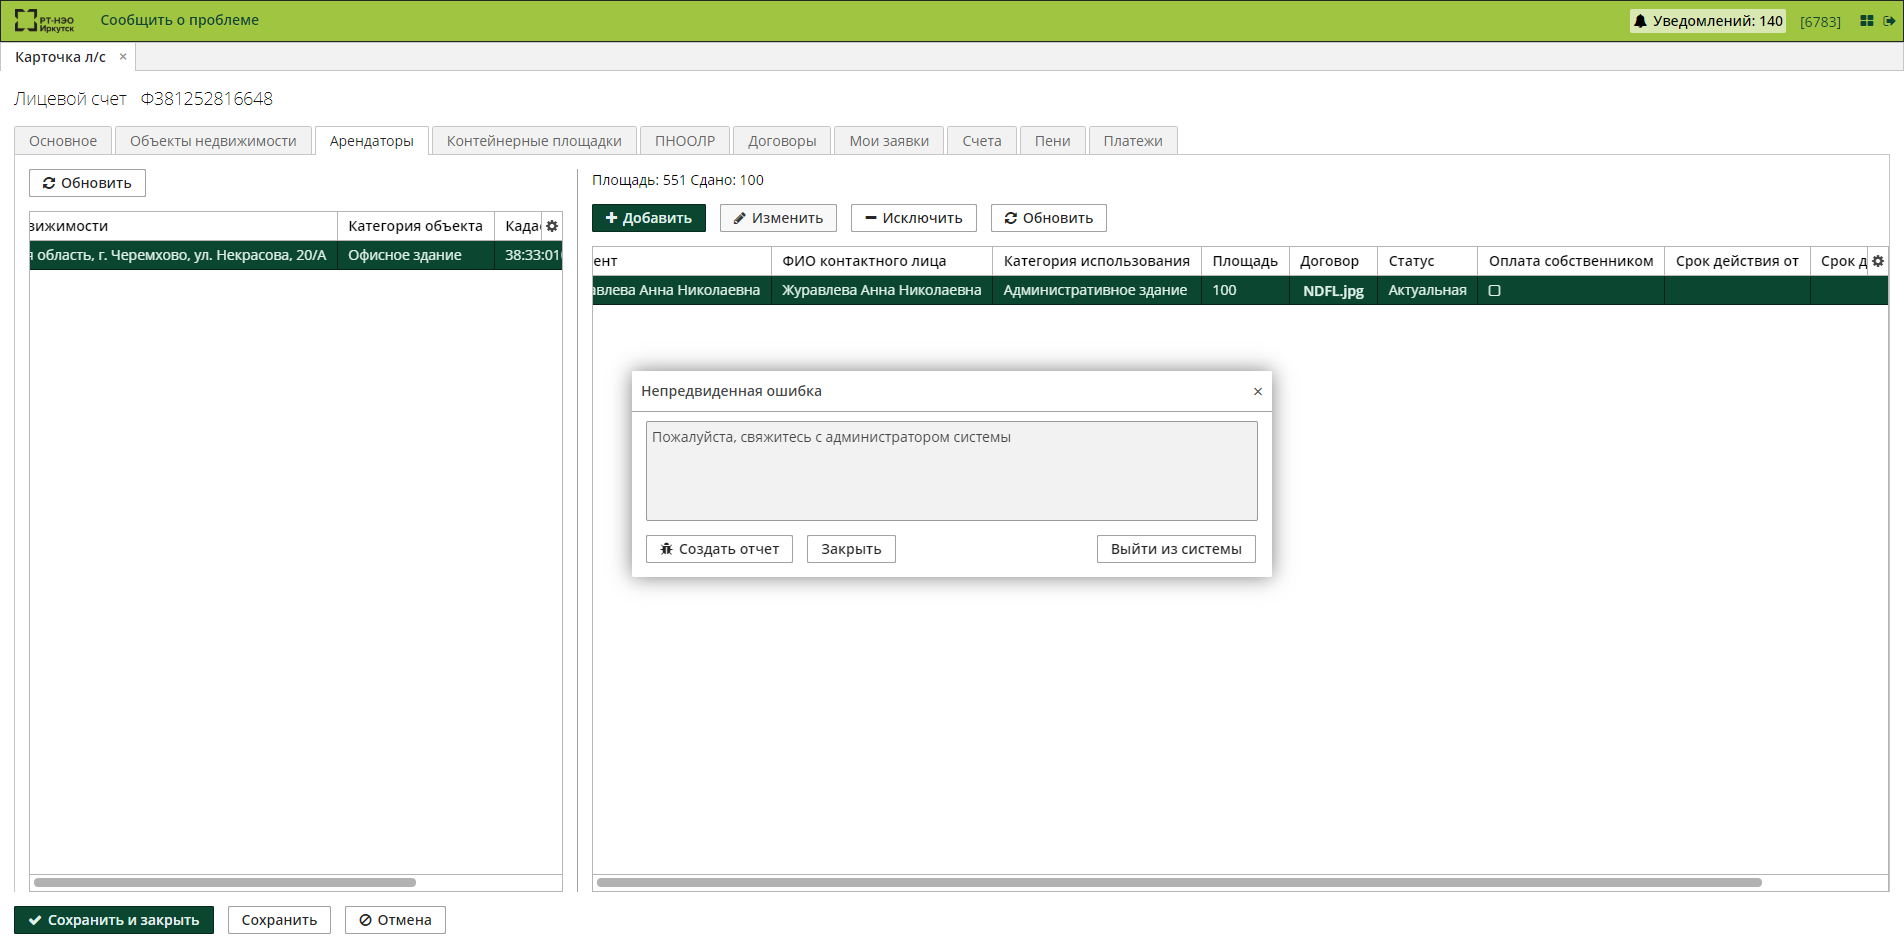 РТ-НЭО
Иркутск
Сообщить о проблеме
Уведомлений: 140
[6783]
Карточка л/с ×
Лицевой счет Ф381252816648
Основное Объекты недвижимости Арендаторы Контейнерные площадки ПНООЛР Договоры Мои заявки Счета Пени Платежи
Обновить
вижимости Категория объекта Када
я область, г. Черемхово, ул. Некрасова, 20/А Офисное здание 38:33:01
Площадь: 551 Сдано: 100
Добавить Изменить Исключить Обновить
ент ФИО контактного лица Категория использования Площадь Договор Статус Оплата собственником Срок действия от Срок д
авлева Анна Николаевна Журавлева Анна Николаевна Административное здание 100 NDFL.jpg Актуальная
Непредвиденная ошибка ×
Пожалуйста, свяжитесь с администратором системы
Создать отчет Закрыть Выйти из системы
Сохранить и закрыть Сохранить Отмена